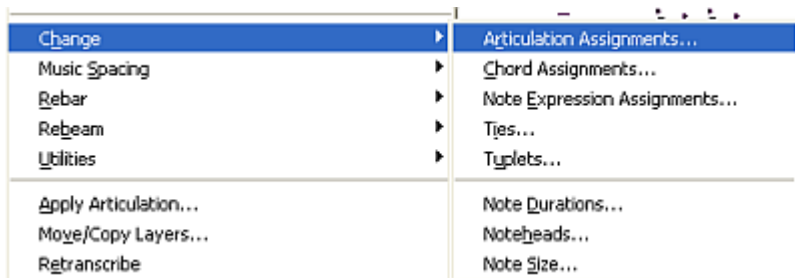 Change
Music Spacing
Rebar
Rebeam
Utilities
Apply Articulation...
Move/Copy Layers...
Retranscribe
Articulation Assignments...
Chord Assignments...
Note Expression Assignments...
Ties...
Tuplets...
Note Durations...
Noteheads...
Note Size...